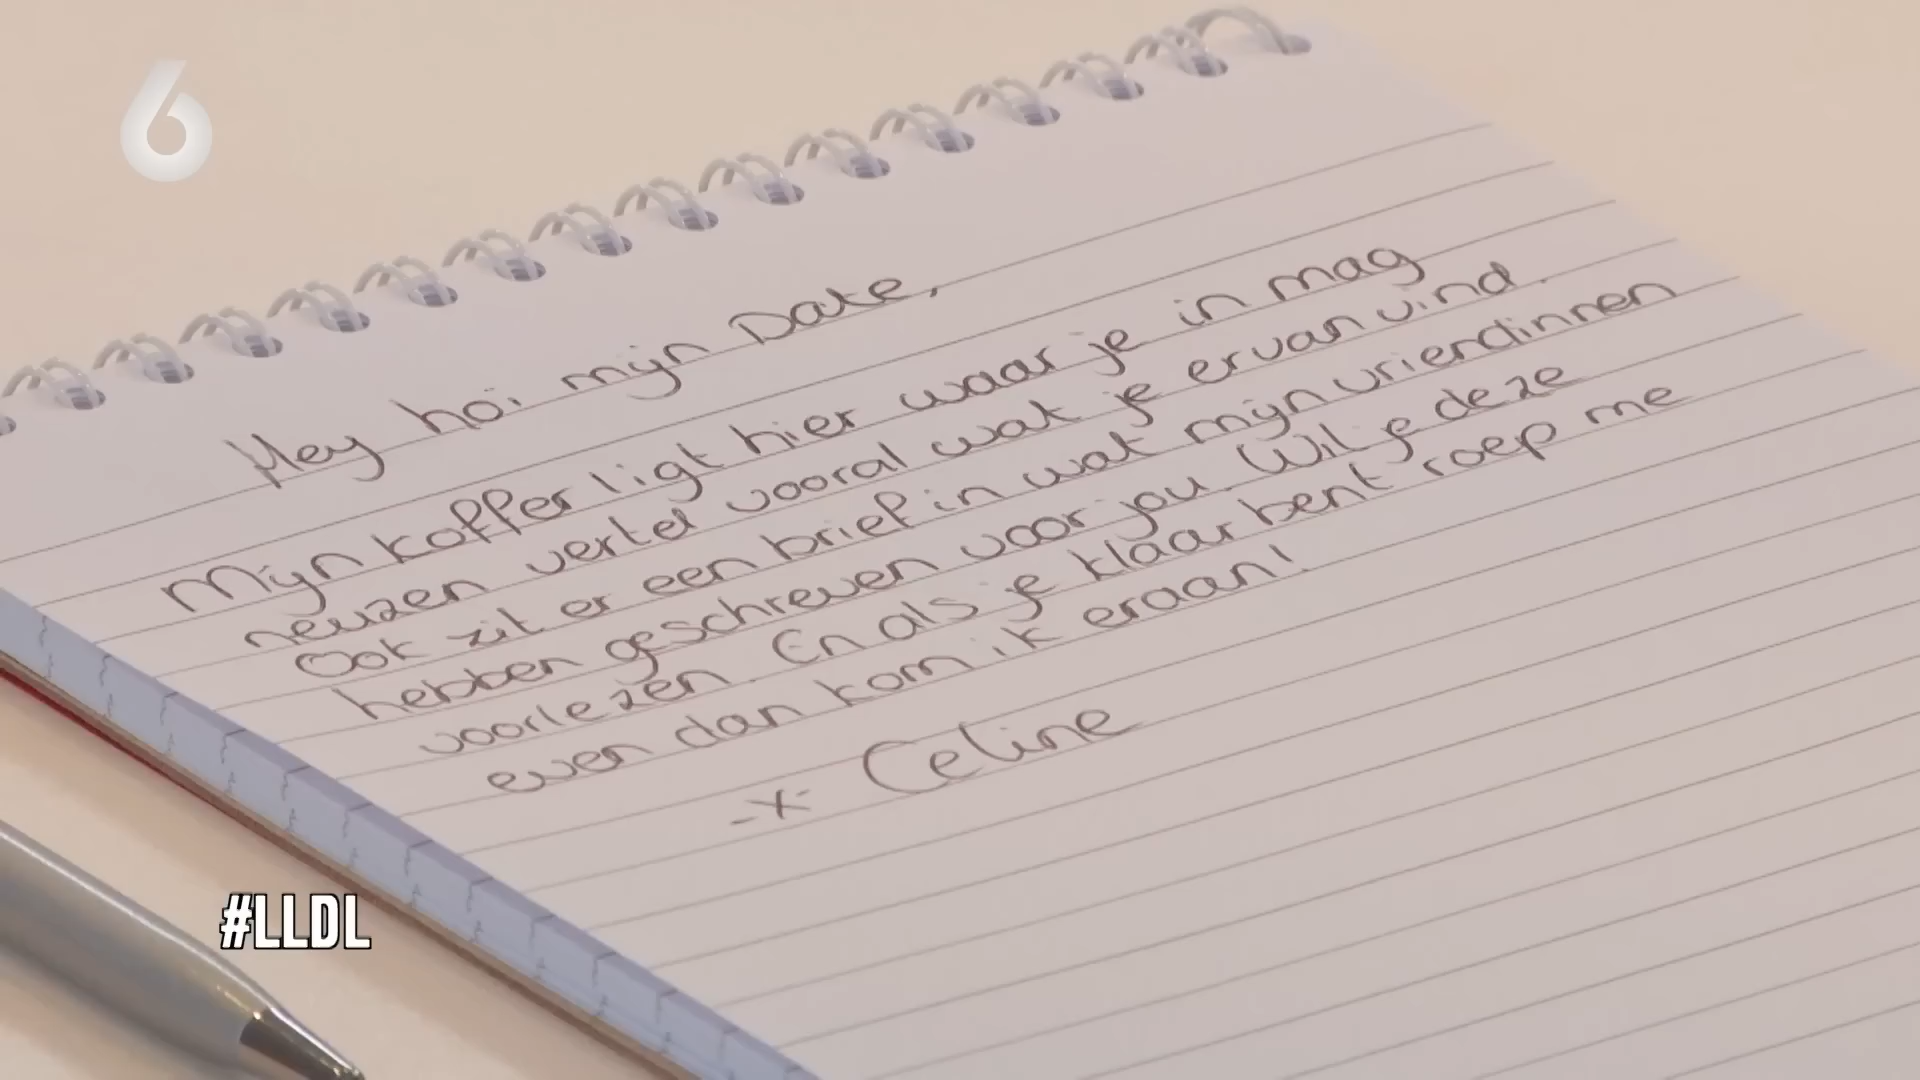 6
Hey hoi mijn Date,
Mijn koffer ligt hier waar je in mag
neuzen vertel vooral wat je ervan vind.
Ook zit er een brief in wat mijn vriendinnen
hebben geschreven voor jou. Wil je deze
voorlezen. En als je klaar bent roep me
even dan kom ik eraan!
-x- Celine
#LLDL